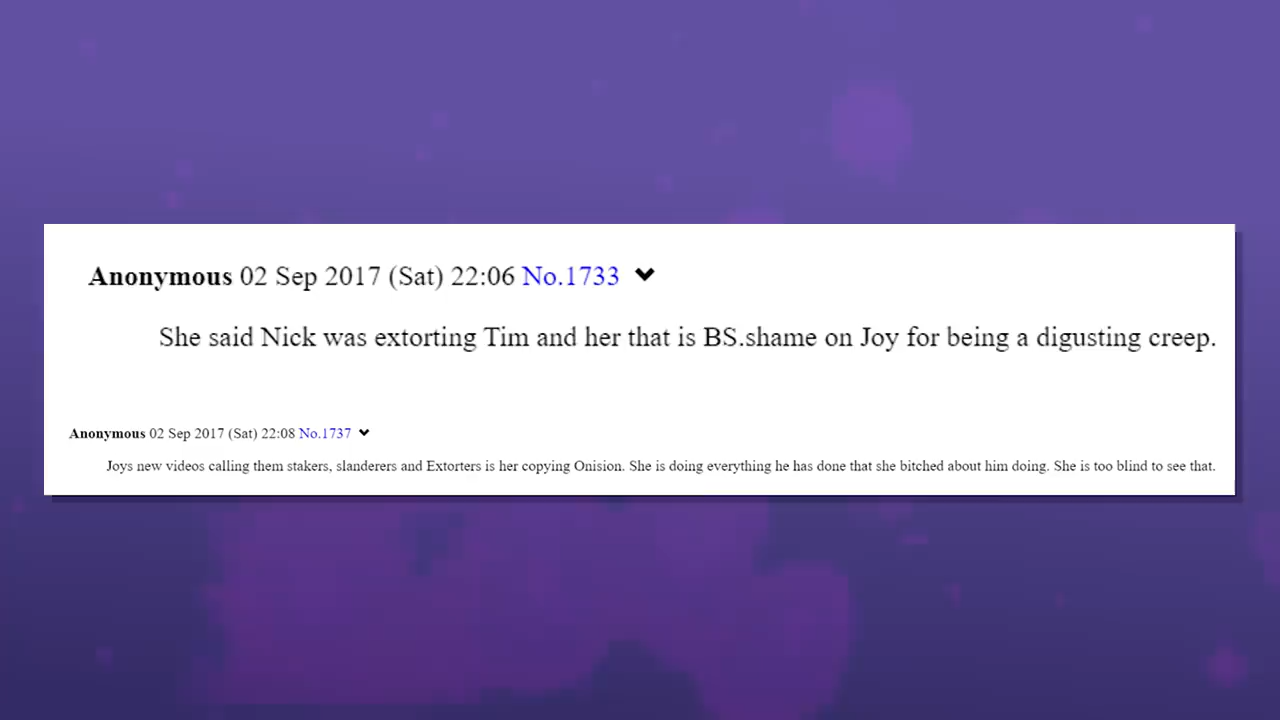 Anonymous 02 Sep 2017 (Sat) 22:06 No.1733
She said Nick was extorting Tim and her that is BS.shame on Joy for being a digusting creep.
Anonymous 02 Sep 2017 (Sat) 22:08 No.1737
Joys new videos calling them stakers, slanderers and Extorters is her copying Onision. She is doing everything he has done that she bitched about him doing. She is too blind to see that.